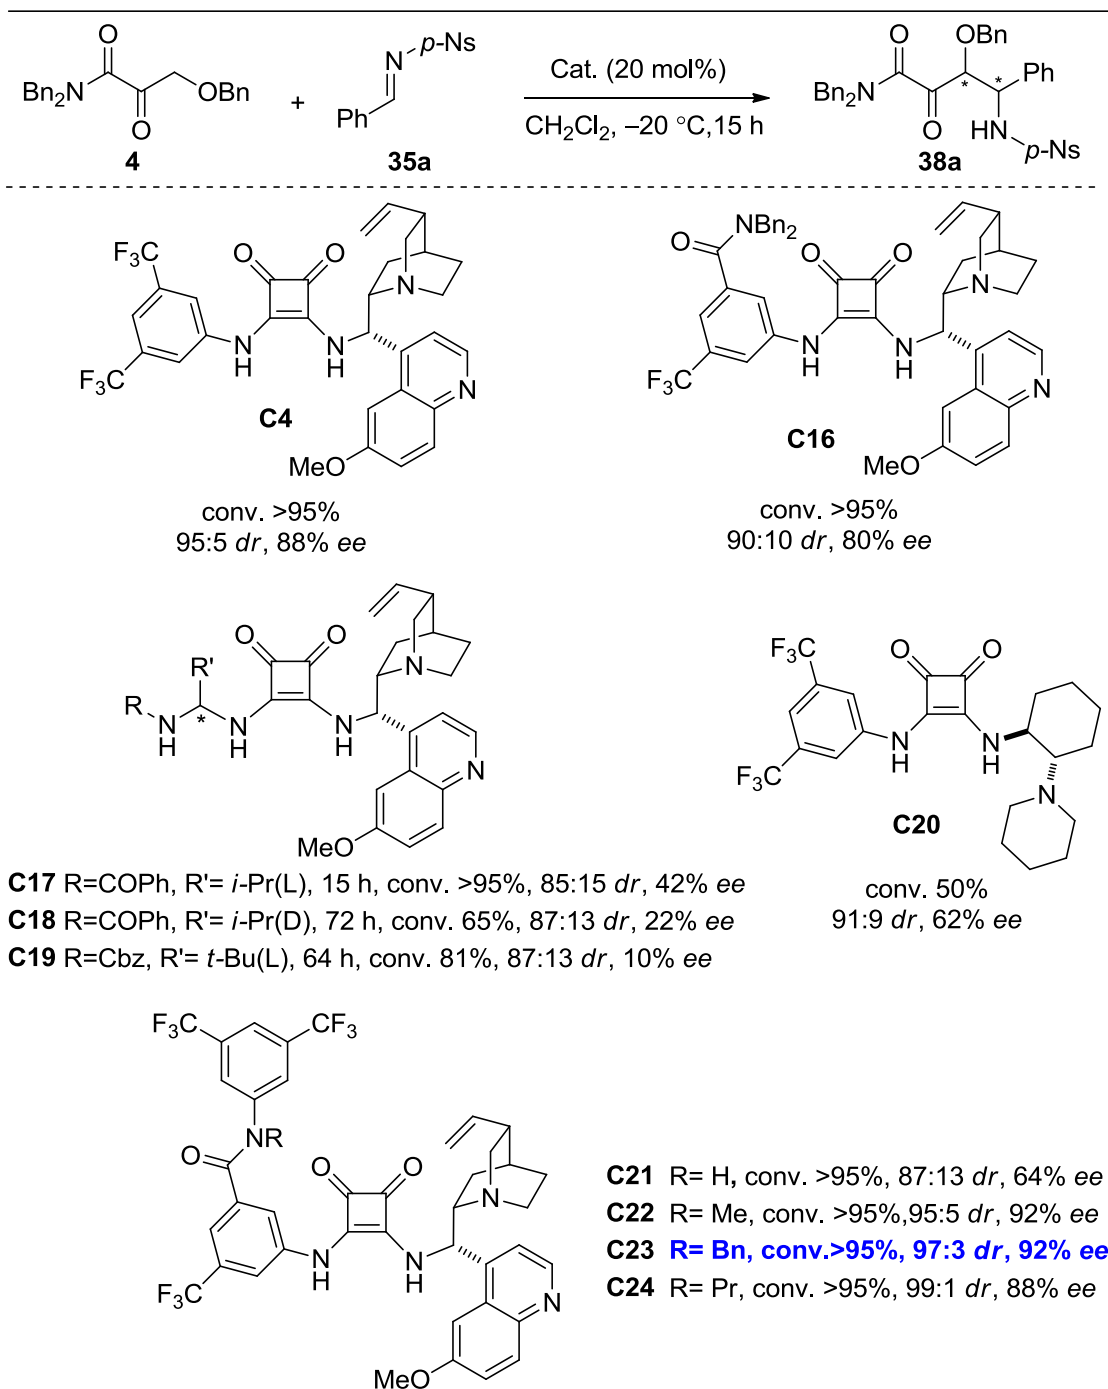 O
Bn₂N
O
OBn
4
+
N
p-Ns
Ph
35a
Cat. (20 mol%)
CH₂Cl₂, –20 °C,15 h
O
OBn
Ph
Bn₂N
*
*
O
HN
p-Ns
38a
F₃C
O
O
N
F₃C
N
H
N
H
N
C4
MeO
conv. >95%
95:5 dr, 88% ee
O
NBn₂
O
O
N
F₃C
N
H
N
H
N
C16
MeO
conv. >95%
90:10 dr, 80% ee
O
O
R'
N
R
N
H
*
N
H
N
H
N
MeO
C17 R=COPh, R'= i-Pr(L), 15 h, conv. >95%, 85:15 dr, 42% ee
C18 R=COPh, R'= i-Pr(D), 72 h, conv. 65%, 87:13 dr, 22% ee
C19 R=Cbz, R'= t-Bu(L), 64 h, conv. 81%, 87:13 dr, 10% ee
F₃C
O
O
F₃C
N
H
N
H
N
C20
conv. 50%
91:9 dr, 62% ee
F₃C
CF₃
O
NR
O
O
N
F₃C
N
H
N
H
N
MeO
C21 R= H, conv. >95%, 87:13 dr, 64% ee
C22 R= Me, conv. >95%,95:5 dr, 92% ee
C23 R= Bn, conv.>95%, 97:3 dr, 92% ee
C24 R= Pr, conv. >95%, 99:1 dr, 88% ee